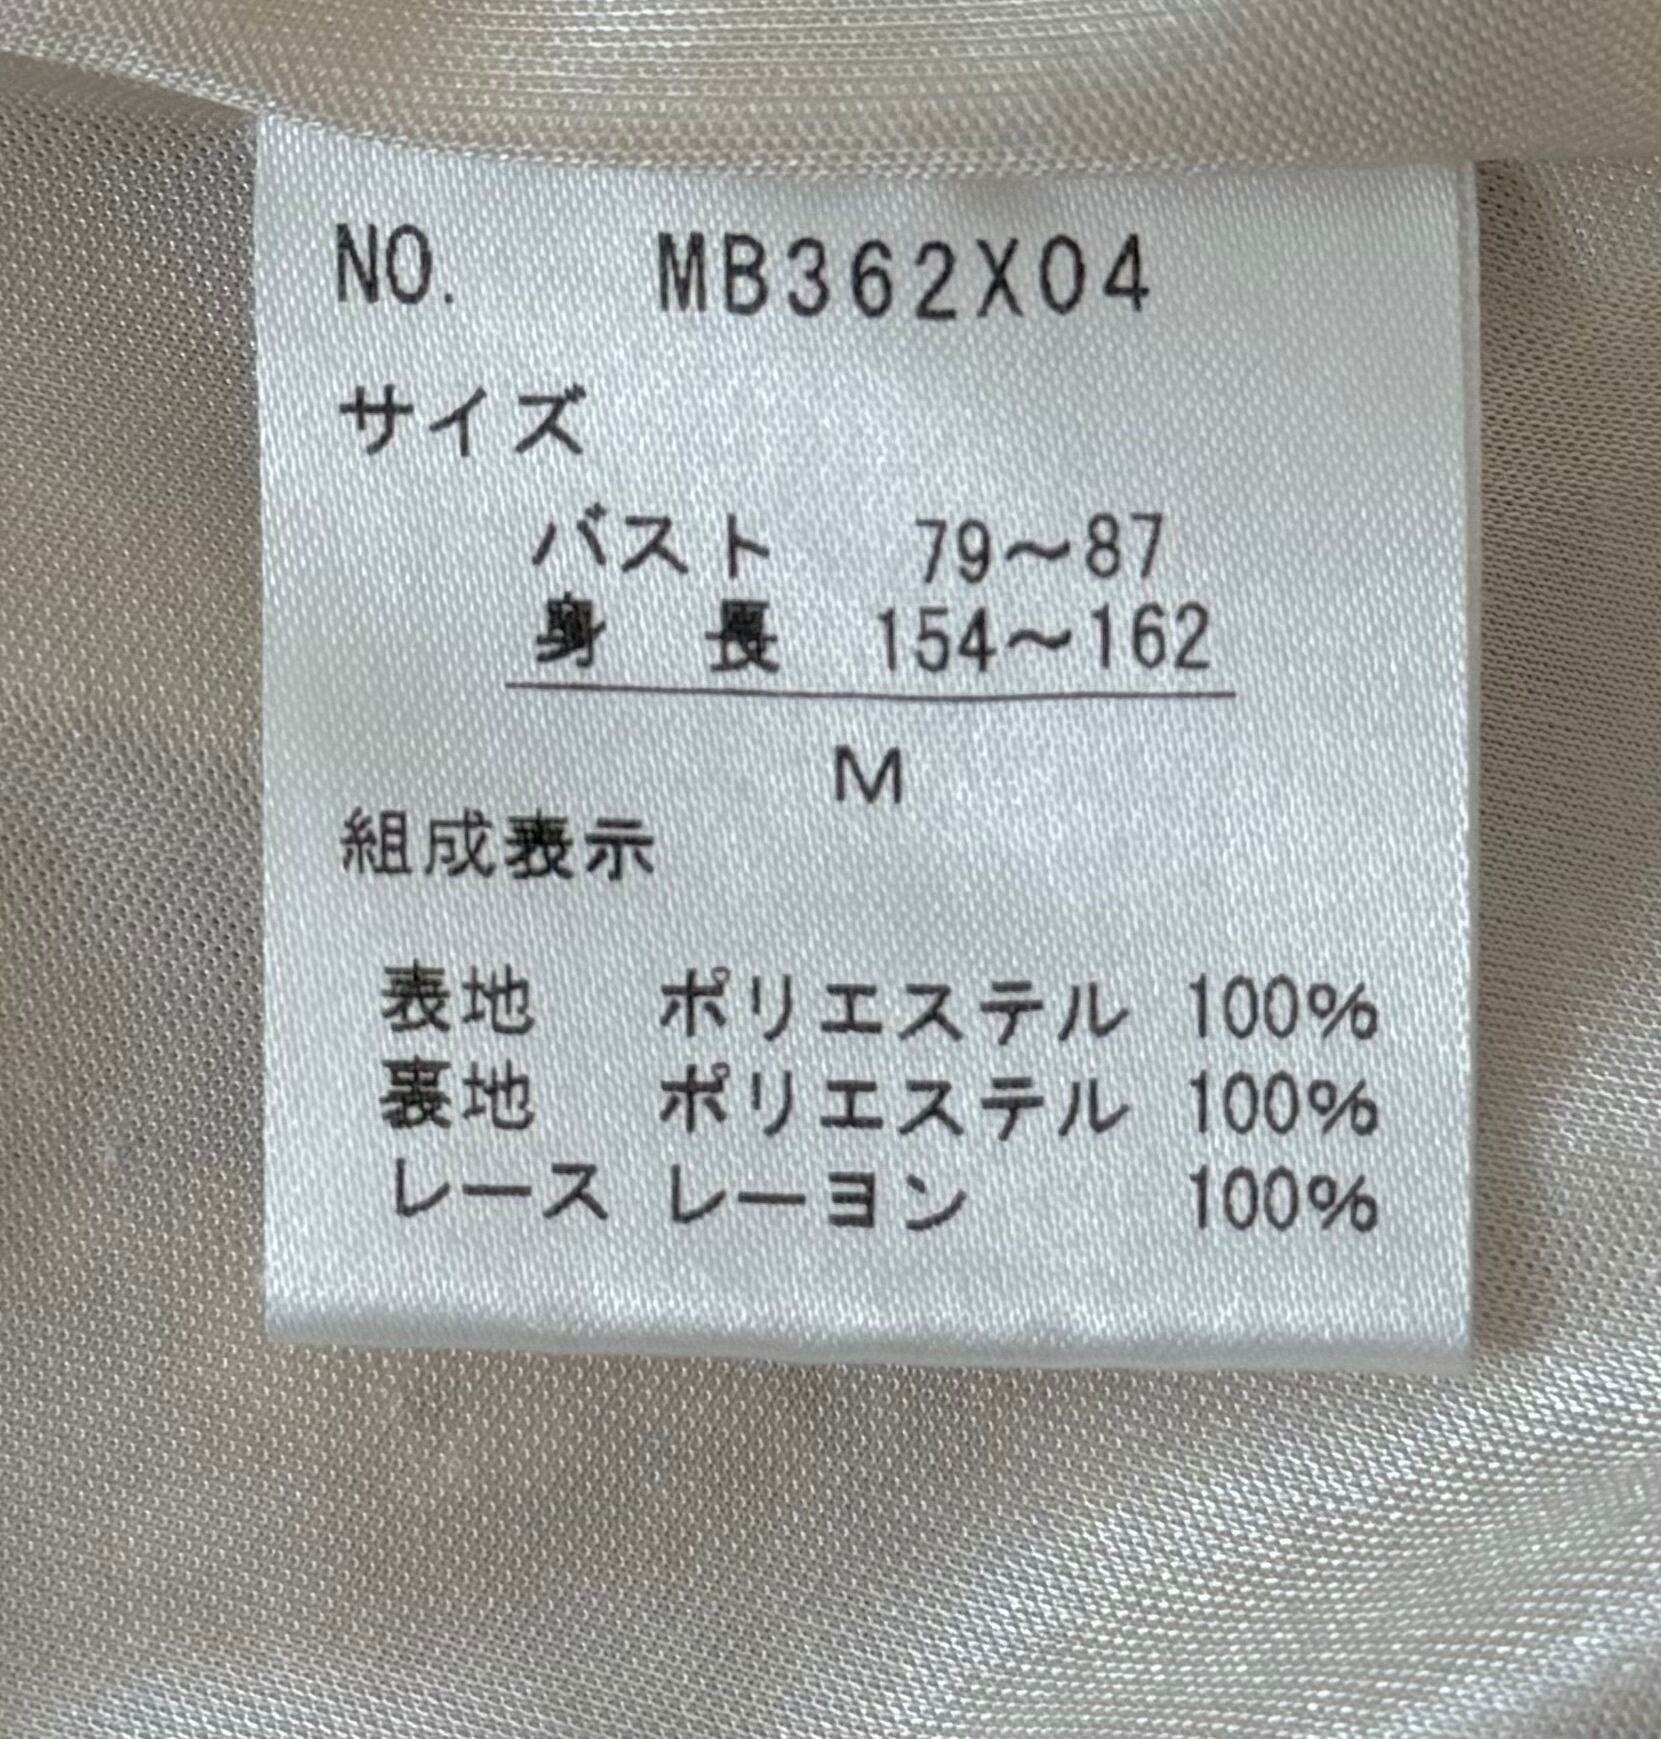 NO. MB362X04
サイズ
バスト 79〜87
身長 154〜162
M
組成表示
表地 ポリエステル 100%
裏地 ポリエステル 100%
レース レーヨン 100%